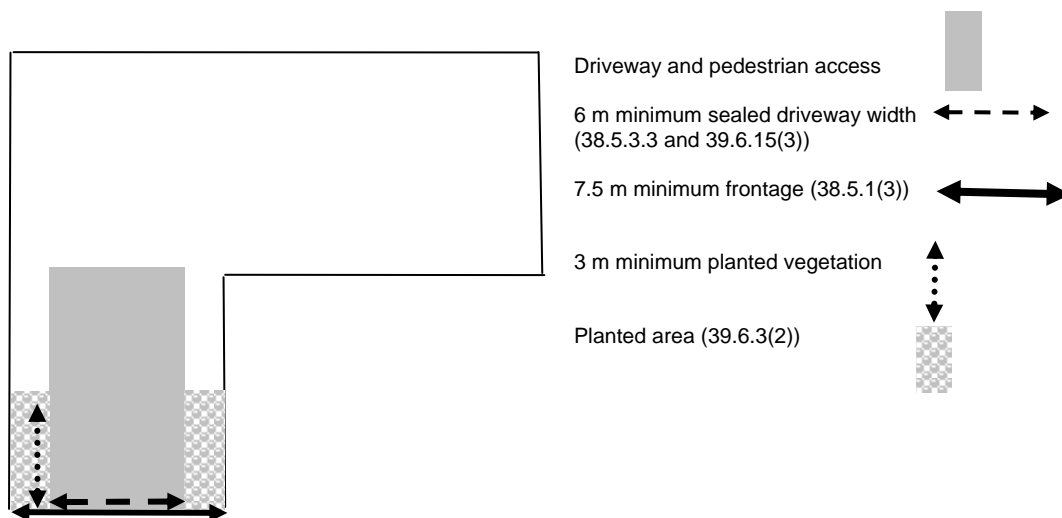 Driveway and pedestrian access
6 m minimum sealed driveway width
(38.5.3.3 and 39.6.15(3))
7.5 m minimum frontage (38.5.1(3))
3 m minimum planted vegetation
Planted area (39.6.3(2))